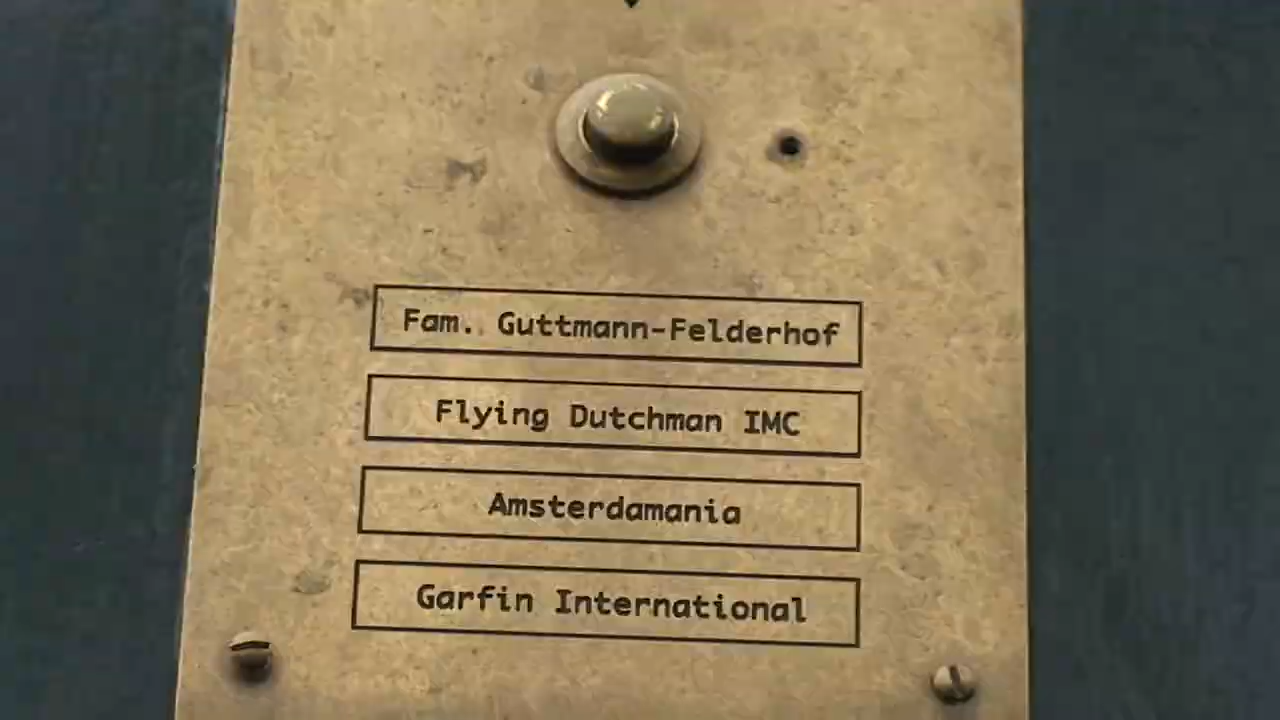 Fam. Guttmann-Felderhof
Flying Dutchman IMC
Amsterdamania
Garfin International